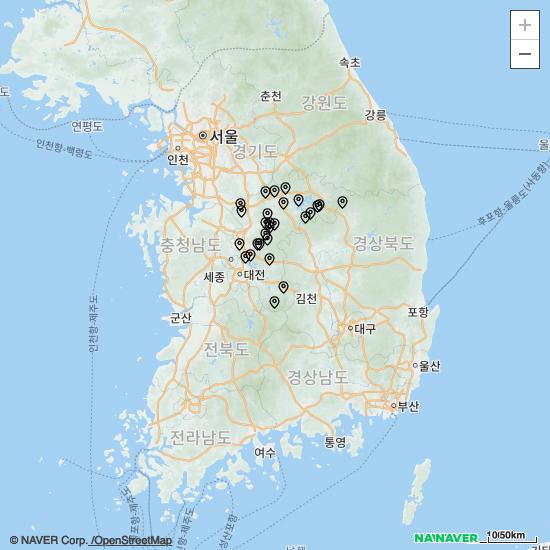 +
−
속초
춘천
강원도
강릉
도
연평도
서울
인천항-백령도
인천
경기도
울
후포항-울릉도(사동항)
충청남도
경상북도
세종
대전
김천
인천항-제주도
군산
포항
대구
전북도
울산
경상남도
부산
전라남도
여수
통영
© NAVER Corp. /OpenStreetMap
NAVER
10/50km